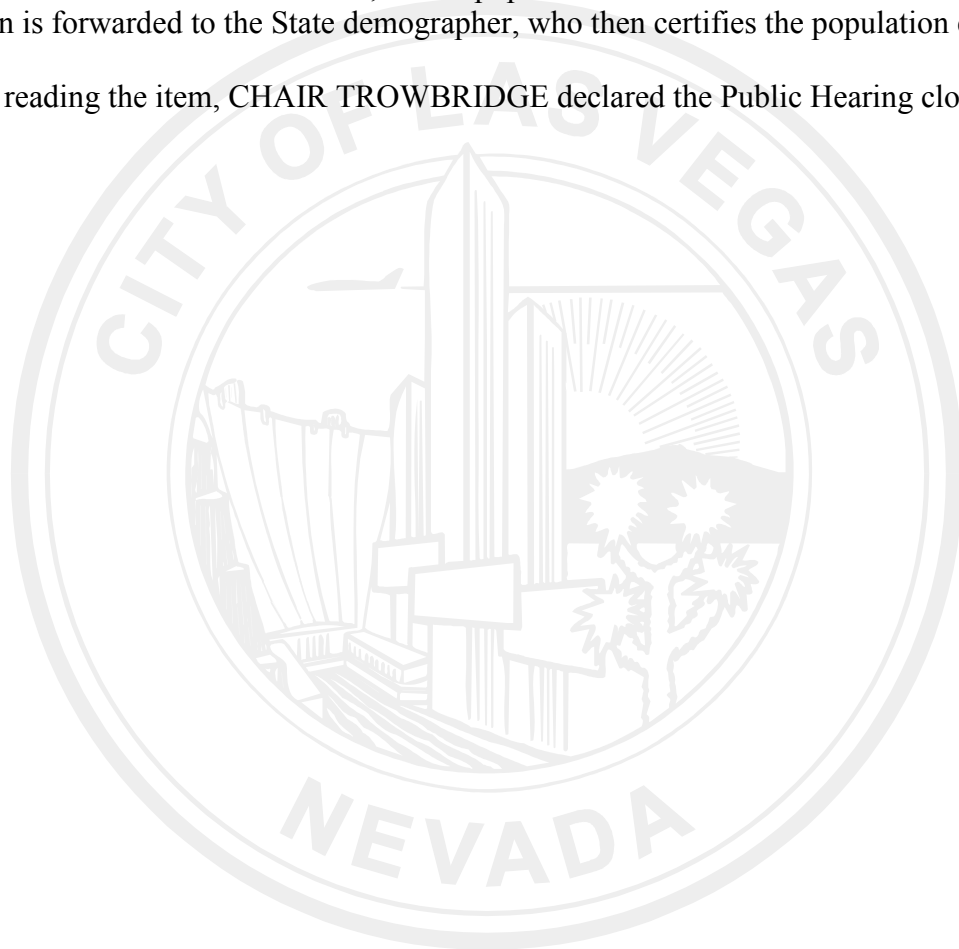 n is forwarded to the State demographer, who then certifies the population
reading the item, CHAIR TROWBRIDGE declared the Public Hearing clo
CITY OF LAS VEGAS
NEVADA